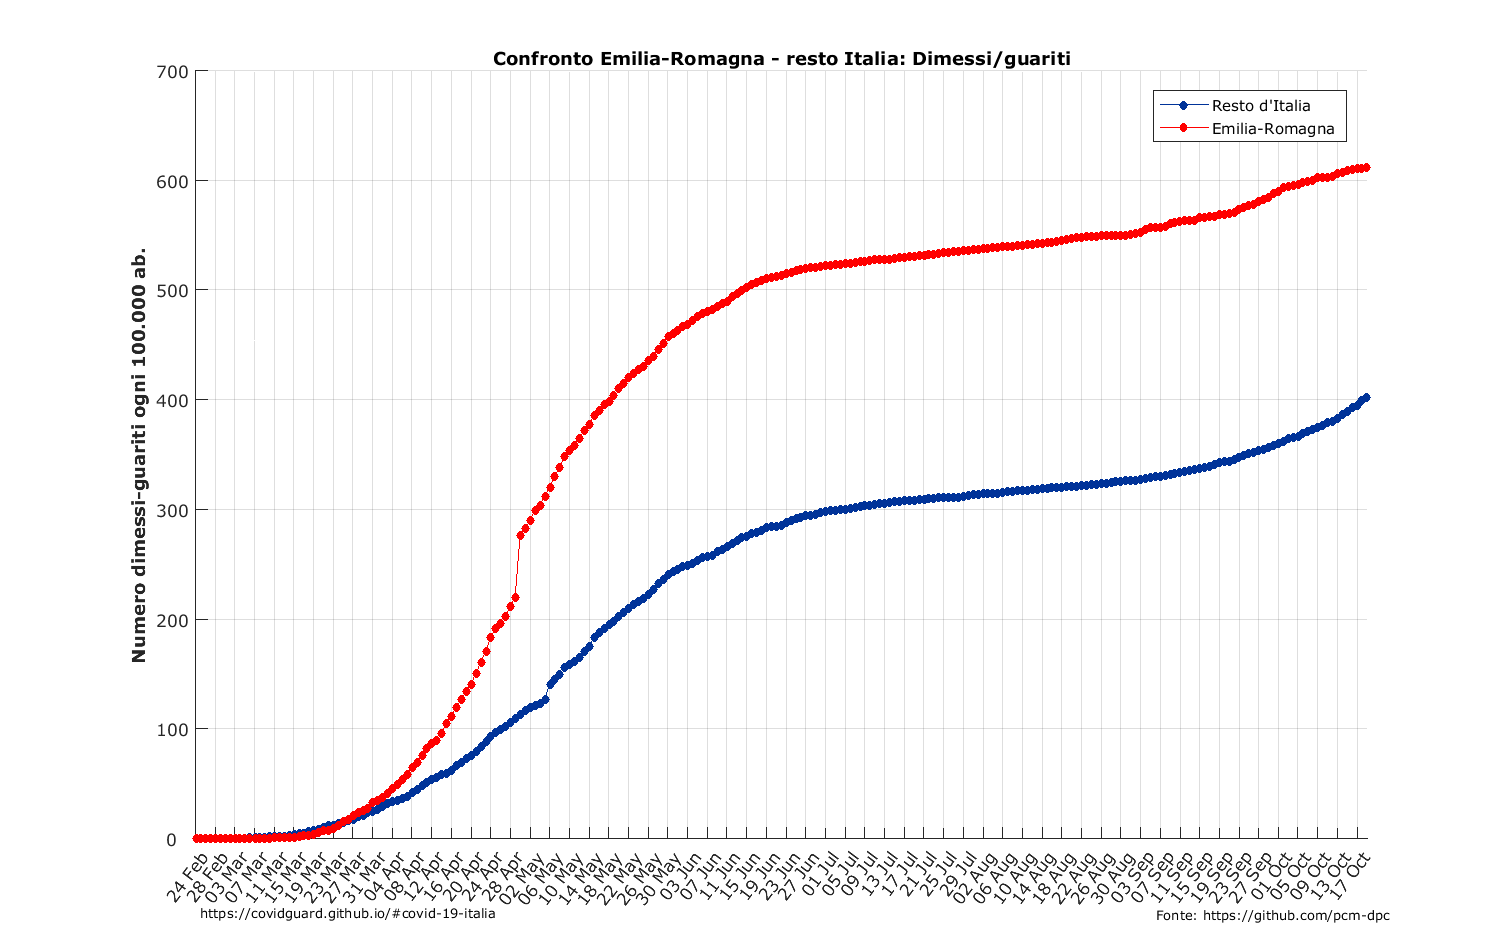 Confronto Emilia-Romagna - resto Italia: Dimessi/guariti
Resto d'Italia
Emilia-Romagna
Numero dimessi-guariti ogni 100.000 ab.
700
600
500
400
300
200
100
0
24 Feb
28 Feb
03 Mar
07 Mar
11 Mar
15 Mar
19 Mar
23 Mar
27 Mar
31 Mar
04 Apr
08 Apr
12 Apr
16 Apr
20 Apr
24 Apr
28 Apr
02 May
06 May
10 May
14 May
18 May
22 May
26 May
30 May
03 Jun
07 Jun
11 Jun
15 Jun
19 Jun
23 Jun
27 Jun
01 Jul
05 Jul
09 Jul
13 Jul
17 Jul
21 Jul
25 Jul
29 Jul
02 Aug
06 Aug
10 Aug
14 Aug
18 Aug
22 Aug
26 Aug
30 Aug
03 Sep
07 Sep
11 Sep
15 Sep
19 Sep
23 Sep
27 Sep
01 Oct
05 Oct
09 Oct
13 Oct
17 Oct
https://covidguard.github.io/#covid-19-italia
Fonte: https://github.com/pcm-dpc